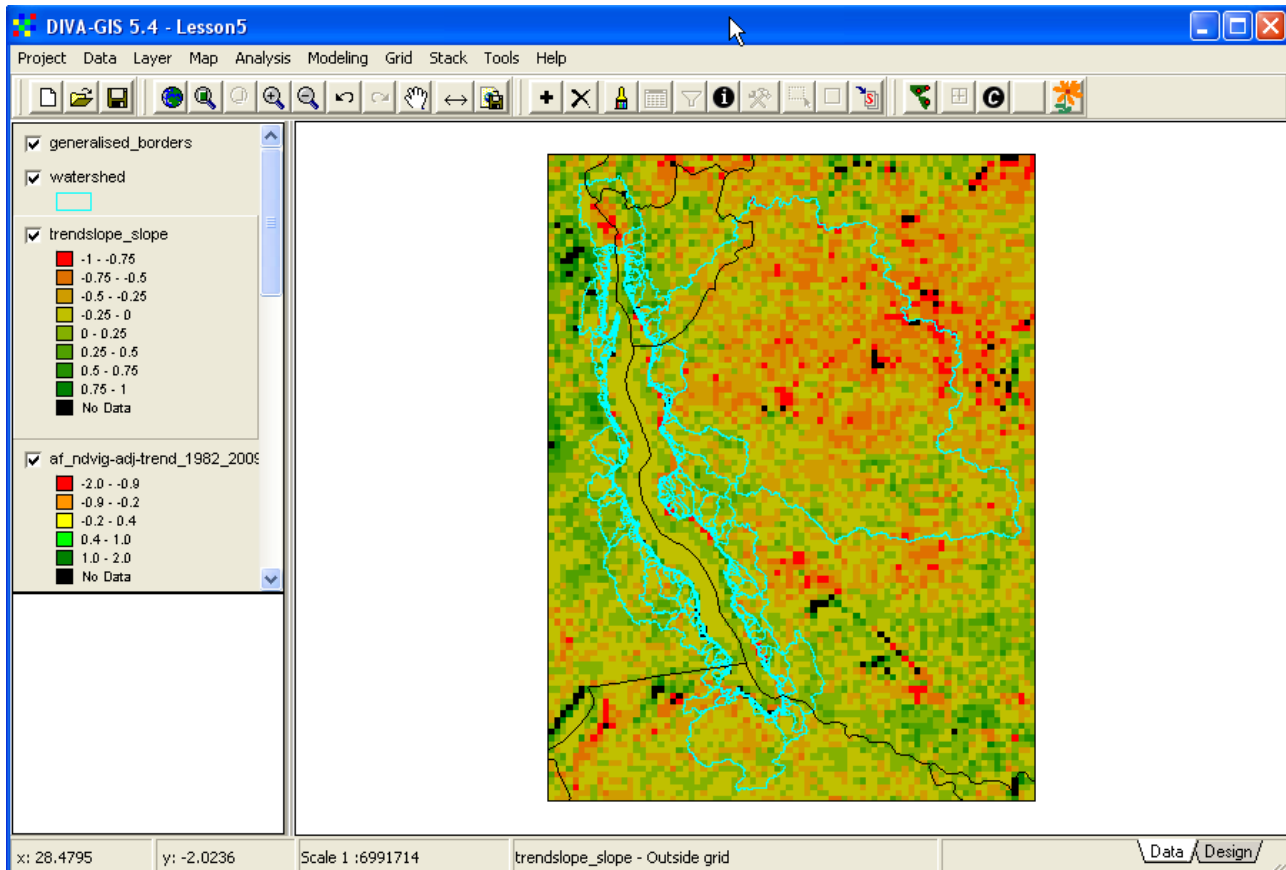 DIVA-GIS 5.4 - Lesson5
Project Data Layer Map Analysis Modeling Grid Stack Tools Help
generalised_borders
watershed
trendslope_slope
-1 - -0.75
-0.75 - -0.5
-0.5 - -0.25
-0.25 - 0
0 - 0.25
0.25 - 0.5
0.5 - 0.75
0.75 - 1
No Data
af_ndvig-adj-trend_1982_2009
-2.0 - -0.9
-0.9 - -0.2
-0.2 - 0.4
0.4 - 1.0
1.0 - 2.0
No Data
x: 28.4795 y: -2.0236 Scale 1 :6991714 trendslope_slope - Outside grid Data Design